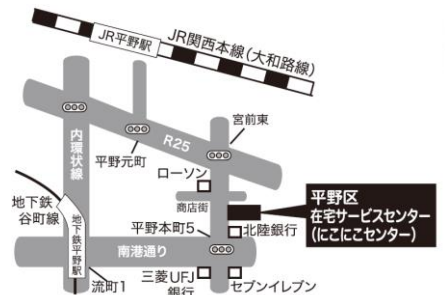 JR平野駅
JR関西本線(大和路線)
内環状線
R25
宮前東
平野元町
ローソン
商店街
平野区
在宅サービスセンター
(にこにこセンター)
地下鉄
谷町線
地下鉄平野駅
平野本町5
北陸銀行
南港通り
流町1
三菱UFJ
銀行
セブンイレブン